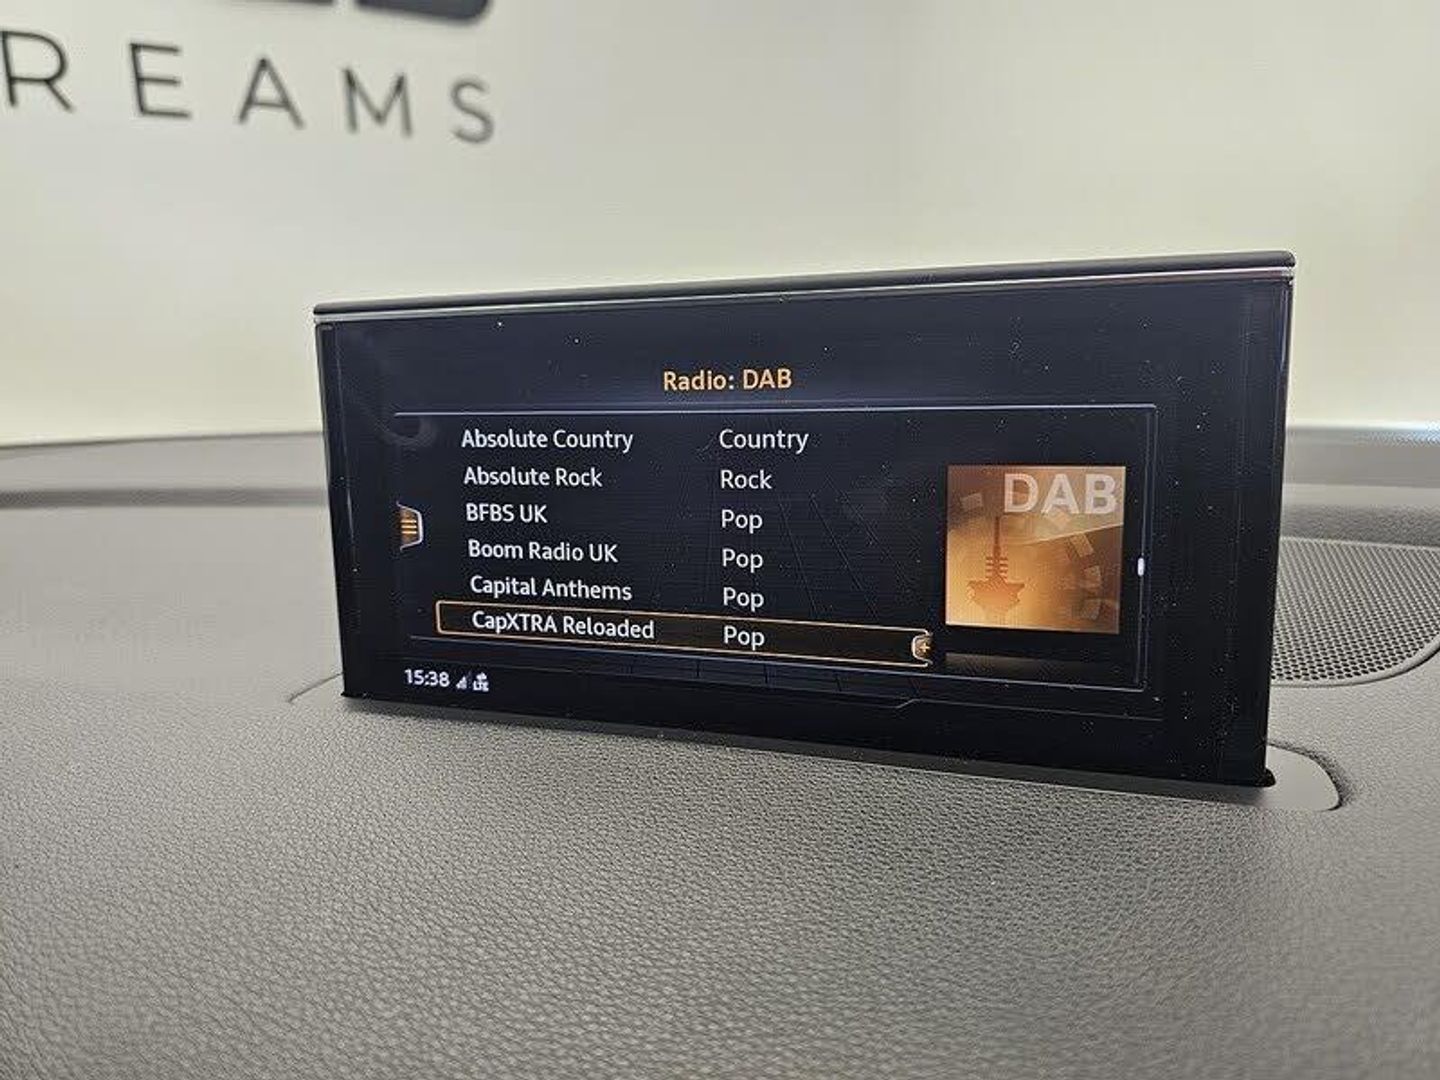 REAMS
Radio: DAB
Absolute Country Country
Absolute Rock Rock
BFBS UK Pop
Boom Radio UK Pop
Capital Anthems Pop
CapXTRA Reloaded Pop
DAB
15:38 LTE